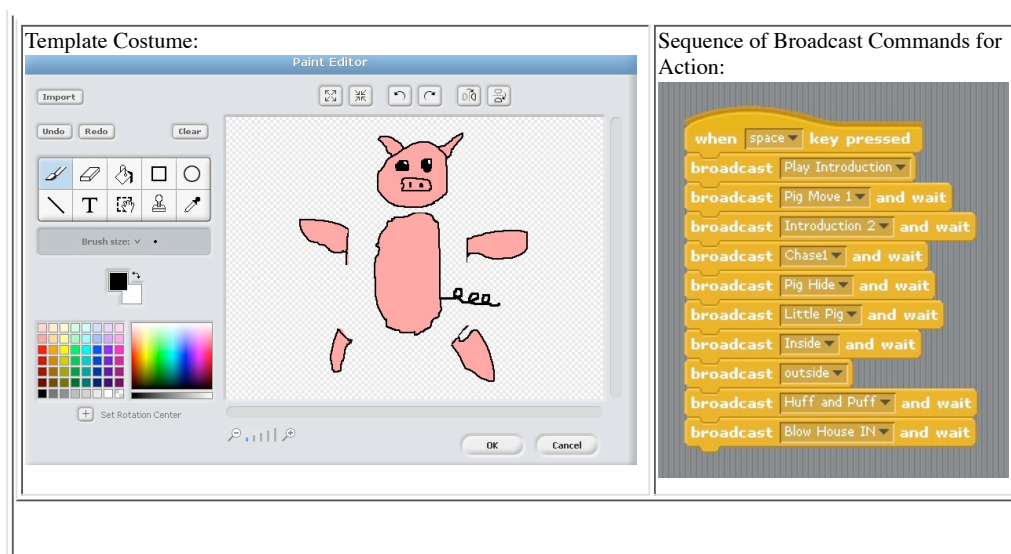 Template Costume:
Paint Editor
Import
Undo Redo Clear
T
Brush size:
Set Rotation Center
OK Cancel
Sequence of Broadcast Commands for
Action:
when space key pressed
broadcast Play Introduction
broadcast Pig Move 1 and wait
broadcast Introduction 2 and wait
broadcast Chase1 and wait
broadcast Pig Hide and wait
broadcast Little Pig and wait
broadcast Inside and wait
broadcast outside
broadcast Huff and Puff and wait
broadcast Blow House IN and wait